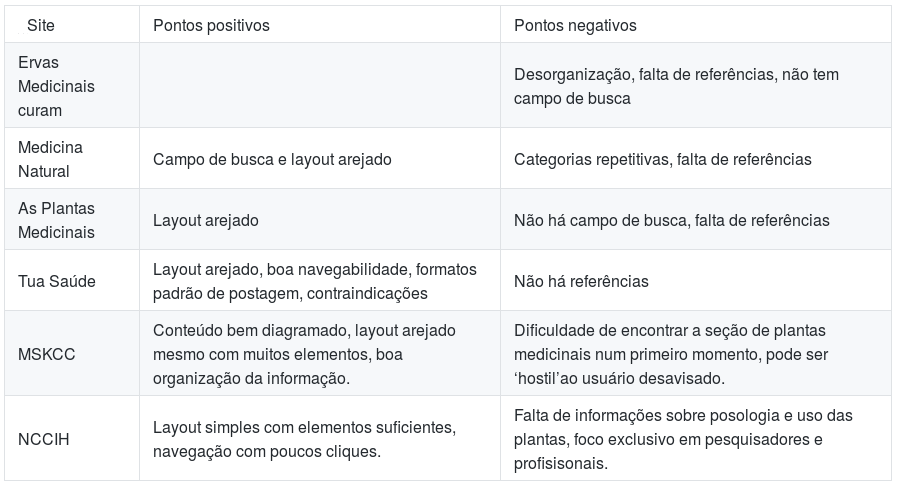 Site
Pontos positivos
Pontos negativos
Ervas
Medicinais
curam
Desorganização, falta de referências, não tem
campo de busca
Medicina
Natural
Campo de busca e layout arejado
Categorias repetitivas, falta de referências
As Plantas
Medicinais
Layout arejado
Não há campo de busca, falta de referências
Tua Saúde
Layout arejado, boa navegabilidade, formatos
padrão de postagem, contraindicações
Não há referências
MSKCC
Conteúdo bem diagramado, layout arejado
mesmo com muitos elementos, boa
organização da informação.
Dificuldade de encontrar a seção de plantas
medicinais num primeiro momento, pode ser
‘hostil’ao usuário desavisado.
NCCIH
Layout simples com elementos suficientes,
navegação com poucos cliques.
Falta de informações sobre posologia e uso das
plantas, foco exclusivo em pesquisadores e
profisisonais.